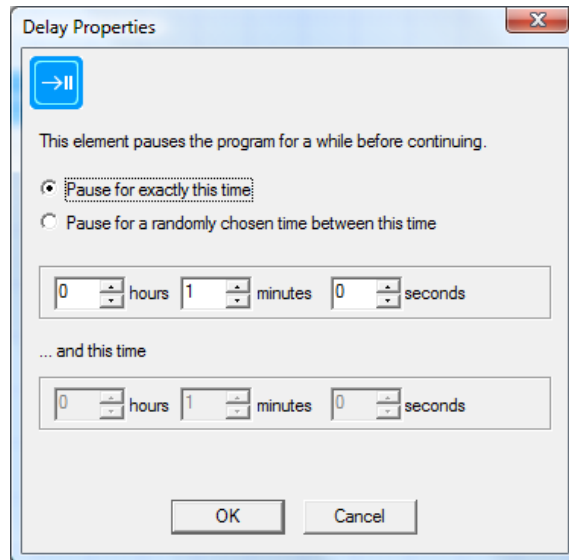 Delay Properties
This element pauses the program for a while before continuing.
Pause for exactly this time
Pause for a randomly chosen time between this time
0 hours 1 minutes 0 seconds
... and this time
0 hours 1 minutes 0 seconds
OK Cancel